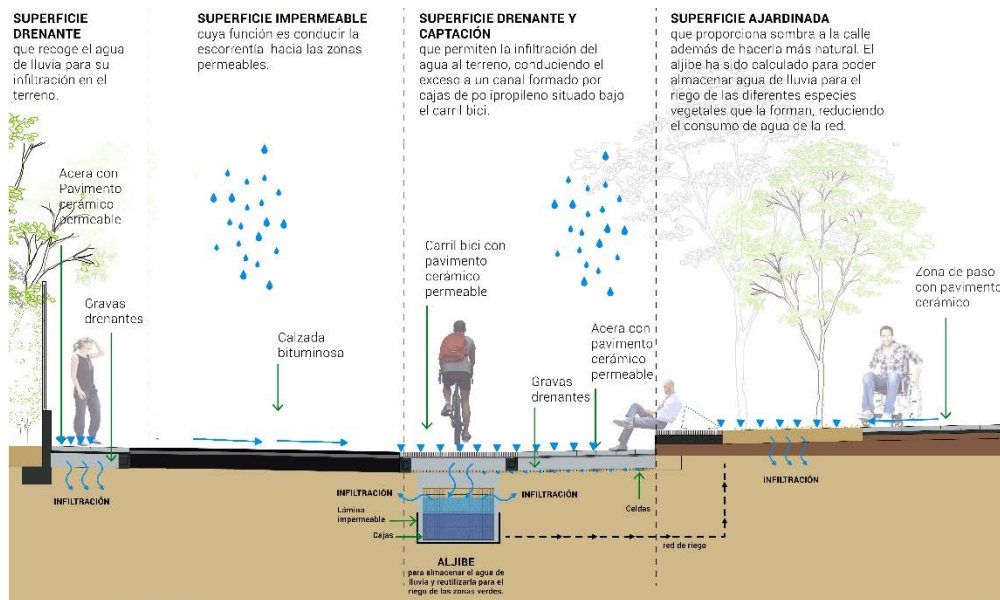 SUPERFICIE
DRENANTE
que recoge el agua
de lluvia para su
infiltración en el
terreno.
SUPERFICIE IMPERMEABLE
cuya función es conducir la
escorrentía hacia las zonas
permeables.
SUPERFICIE DRENANTE Y
CAPTACIÓN
que permiten la infiltración del
agua al terreno, conduciendo el
exceso a un canal formado por
cajas de po ipropileno situado bajo
el carril bici.
SUPERFICIE AJARDINADA
que proporciona sombra a la calle
además de hacerla más natural. El
aljibe ha sido calculado para poder
almacenar agua de lluvia para el
riego de las diferentes especies
vegetales que la forman, reduciendo
el consumo de agua de la red.
Acera con
Pavimento
cerámico
permeable
Gravas
drenantes
Calzada
bituminosa
Carril bici con
pavimento
cerámico
permeable
Gravas
drenantes
Acera con
pavimento
cerámico
permeable
Zona de paso
con pavimento
cerámico
INFILTRACIÓN
INFILTRACIÓN
INFILTRACIÓN
INFILTRACIÓN
Lámina
impermeable
Cajas
Celdas
red de riego
ALJIBE
para almacenar el agua de
lluvia y reutilizarla para el
riego de las zonas verdes.